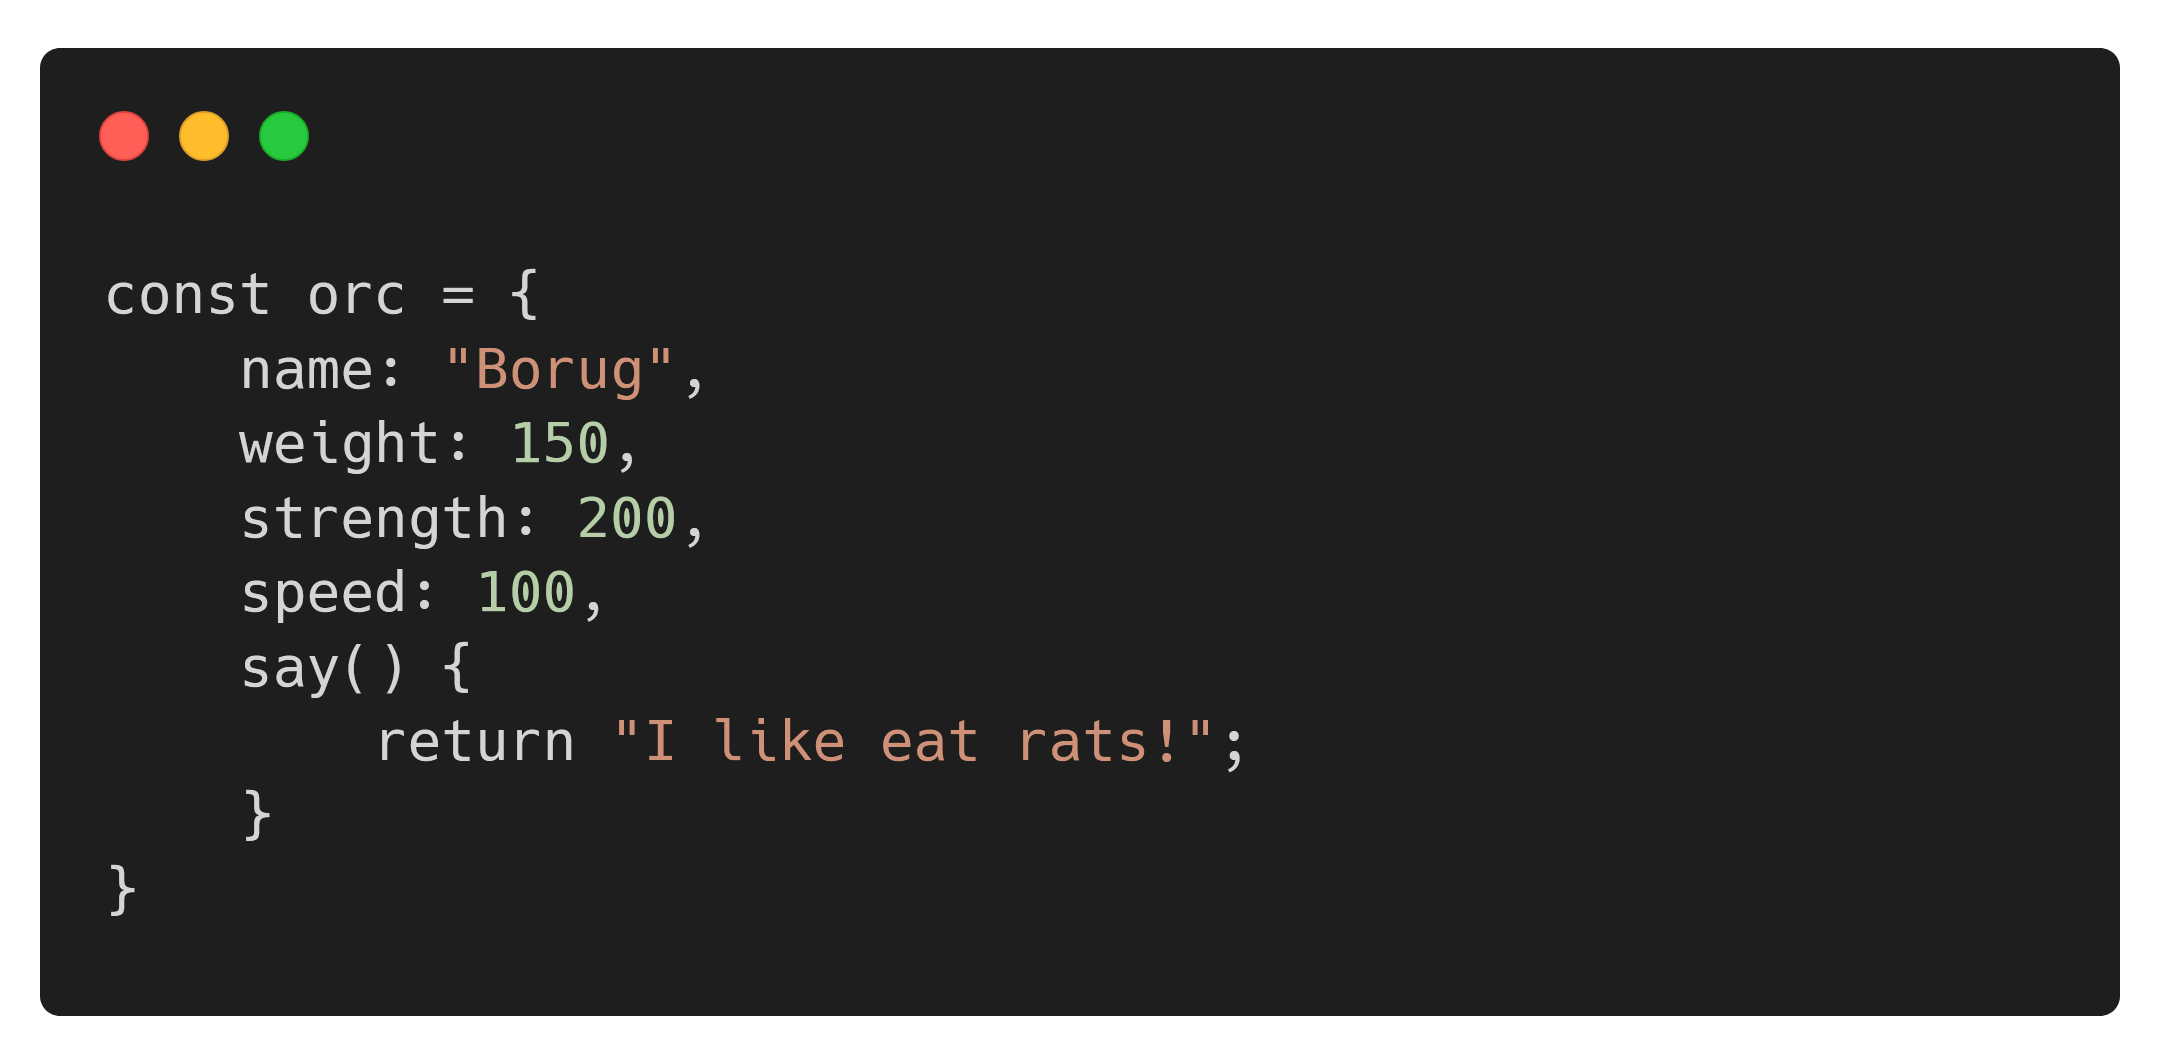 const orc = {
    name: "Borug",
    weight: 150,
    strength: 200,
    speed: 100,
    say() {
        return "I like eat rats!";
    }
}